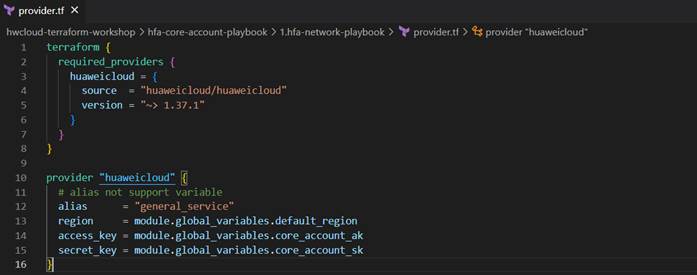 provider.tf
hwcloud-terraform-workshop > hfa-core-account-playbook > 1.hfa-network-playbook > provider.tf > provider "huaweicloud"
1 terraform {
2 required_providers {
3 huaweicloud = {
4 source = "huaweicloud/huaweicloud"
5 version = "~> 1.37.1"
6 }
7 }
8 }
9
10 provider "huaweicloud" {
11 # alias not support variable
12 alias = "general_service"
13 region = module.global_variables.default_region
14 access_key = module.global_variables.core_account_ak
15 secret_key = module.global_variables.core_account_sk
16 }